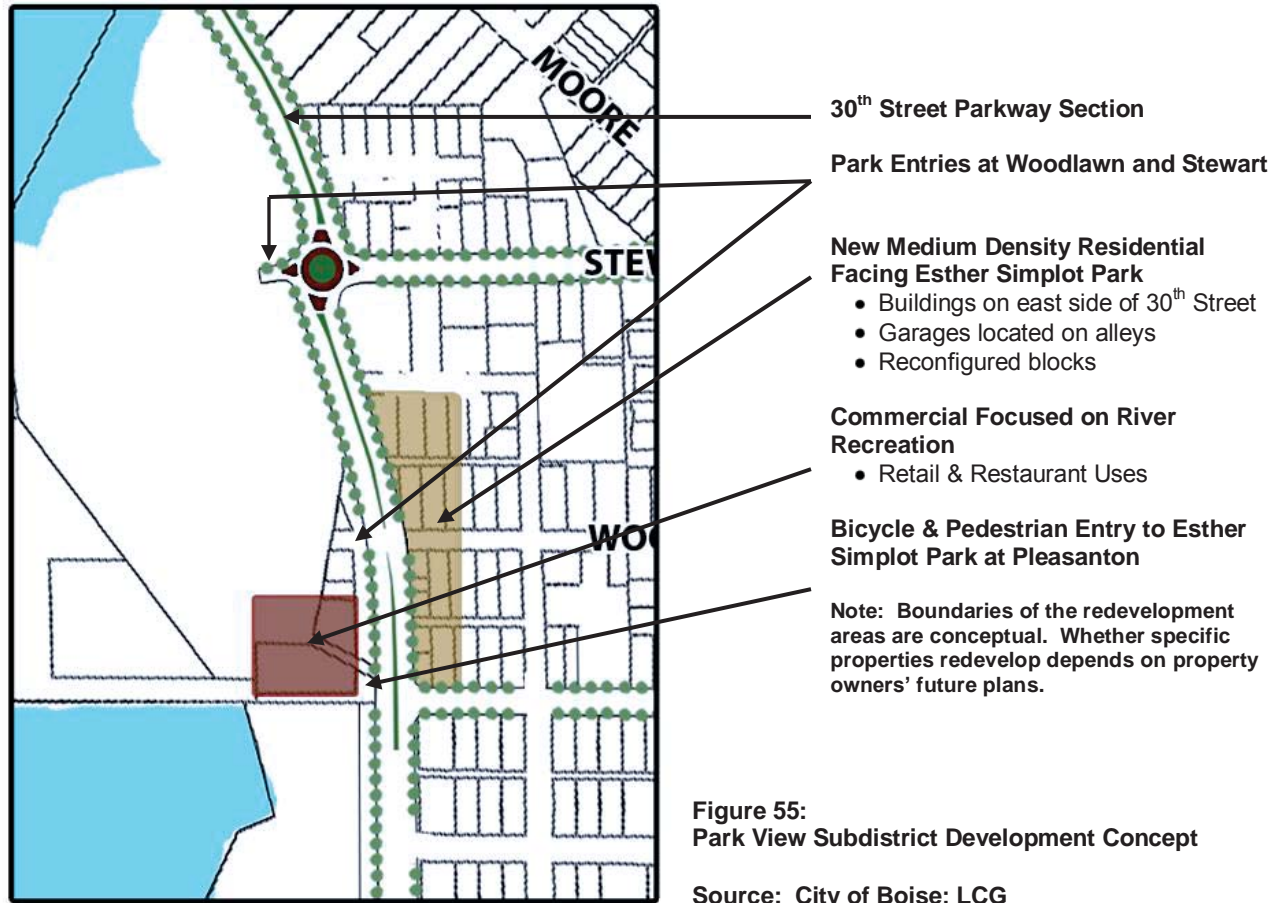 MOORE
STEW
WOO
30th Street Parkway Section
Park Entries at Woodlawn and Stewart
New Medium Density Residential
Facing Esther Simplot Park
• Buildings on east side of 30th Street
• Garages located on alleys
• Reconfigured blocks
Commercial Focused on River
Recreation
• Retail & Restaurant Uses
Bicycle & Pedestrian Entry to Esther
Simplot Park at Pleasanton
Note: Boundaries of the redevelopment
areas are conceptual. Whether specific
properties redevelop depends on property
owners' future plans.
Figure 55:
Park View Subdistrict Development Concept
Source: City of Boise; LCG